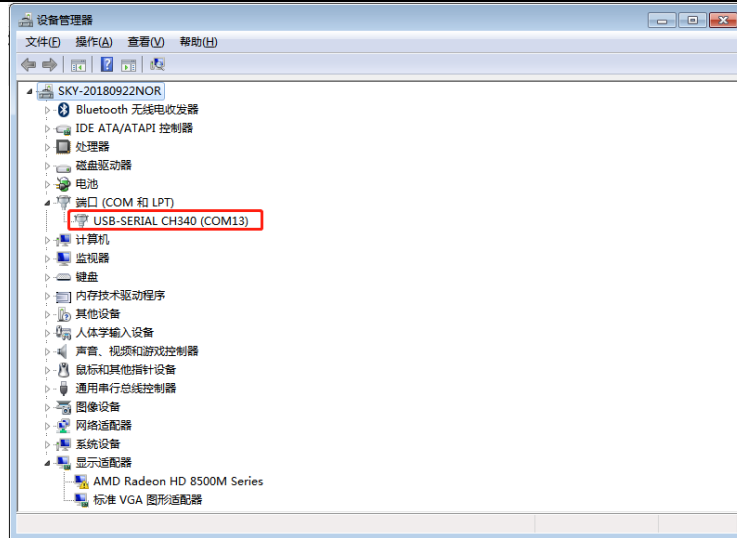 设备管理器
文件(F) 操作(A) 查看(V) 帮助(H)
SKY-20180922NOR
Bluetooth 无线电收发器
IDE ATA/ATAPI 控制器
处理器
磁盘驱动器
电池
端口 (COM 和 LPT)
USB-SERIAL CH340 (COM13)
计算机
监视器
键盘
内存技术驱动程序
其他设备
人体学输入设备
声音、视频和游戏控制器
鼠标和其他指针设备
通用串行总线控制器
图像设备
网络适配器
系统设备
显示适配器
AMD Radeon HD 8500M Series
标准 VGA 图形适配器